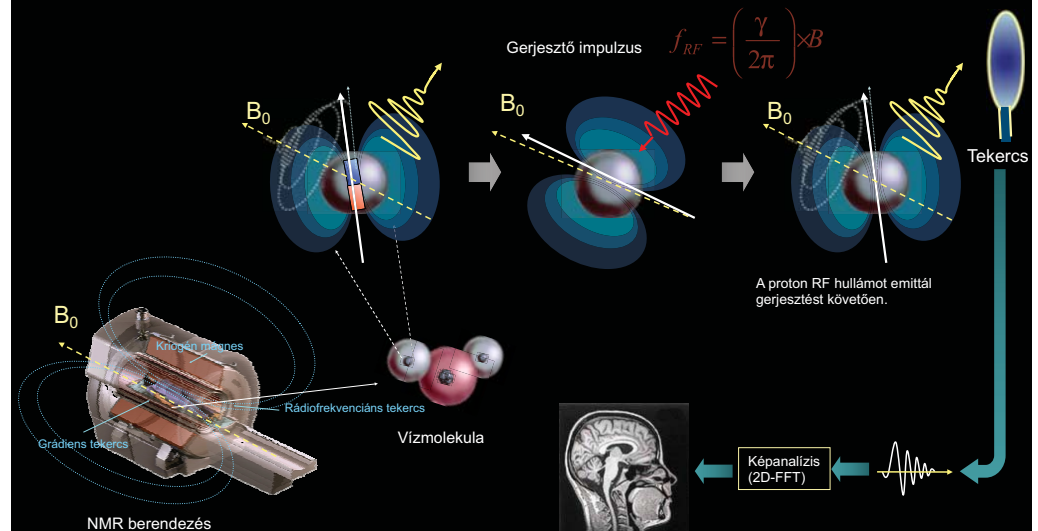 Gerjesztő impulzus
f_RF = (γ / 2π) × B
B₀
B₀
B₀
Tekercs
A proton RF hullámot emittál
gerjesztést követően.
B₀
Kriogén mágnes
Rádiofrekvenciás tekercs
Grádiens tekercs
Vízmolekula
Képanalízis
(2D-FFT)
NMR berendezés